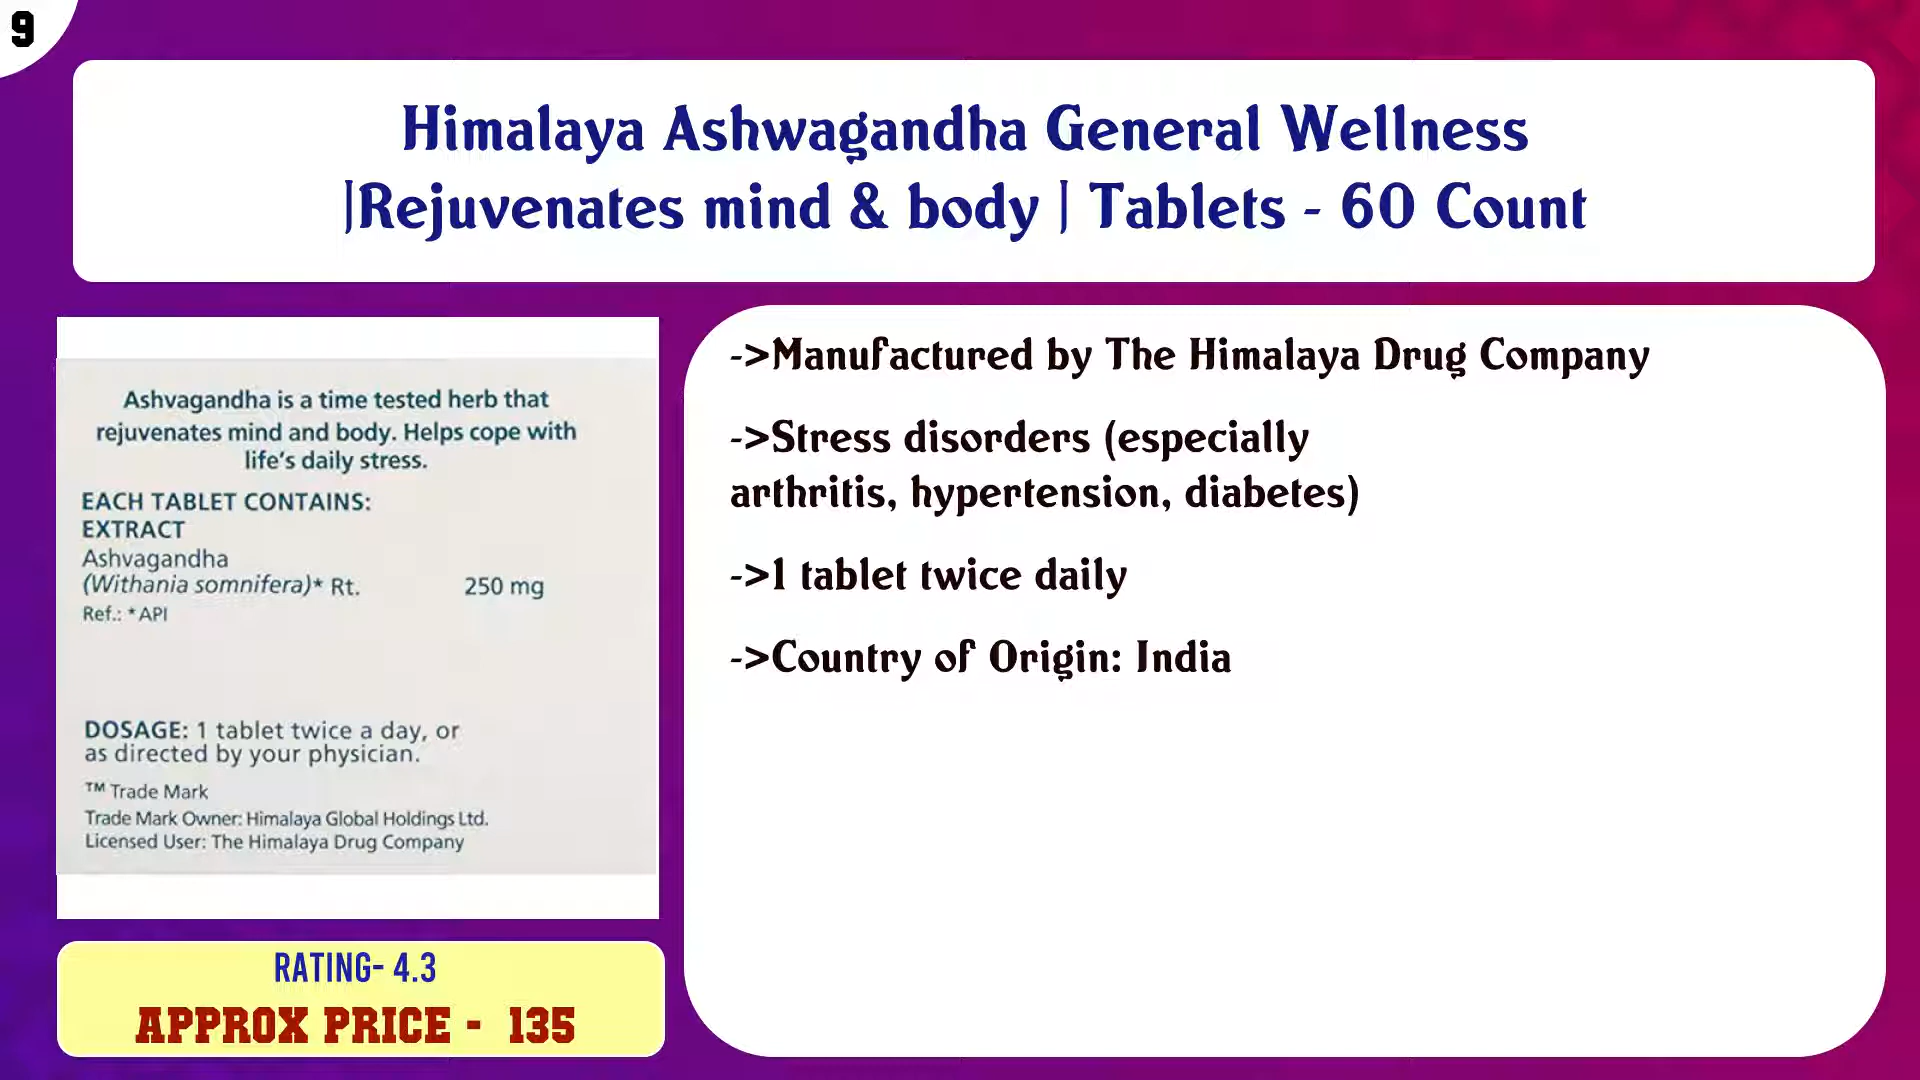 9
Himalaya Ashwagandha General Wellness
|Rejuvenates mind & body | Tablets - 60 Count
Ashvagandha is a time tested herb that
rejuvenates mind and body. Helps cope with
life's daily stress.
EACH TABLET CONTAINS:
EXTRACT
Ashvagandha
(Withania somnifera)* Rt. 250 mg
Ref.: *API
DOSAGE: 1 tablet twice a day, or
as directed by your physician.
™ Trade Mark
Trade Mark Owner: Himalaya Global Holdings Ltd.
Licensed User: The Himalaya Drug Company
RATING- 4.3
APPROX PRICE - 135
->Manufactured by The Himalaya Drug Company
->Stress disorders (especially
arthritis, hypertension, diabetes)
->1 tablet twice daily
->Country of Origin: India